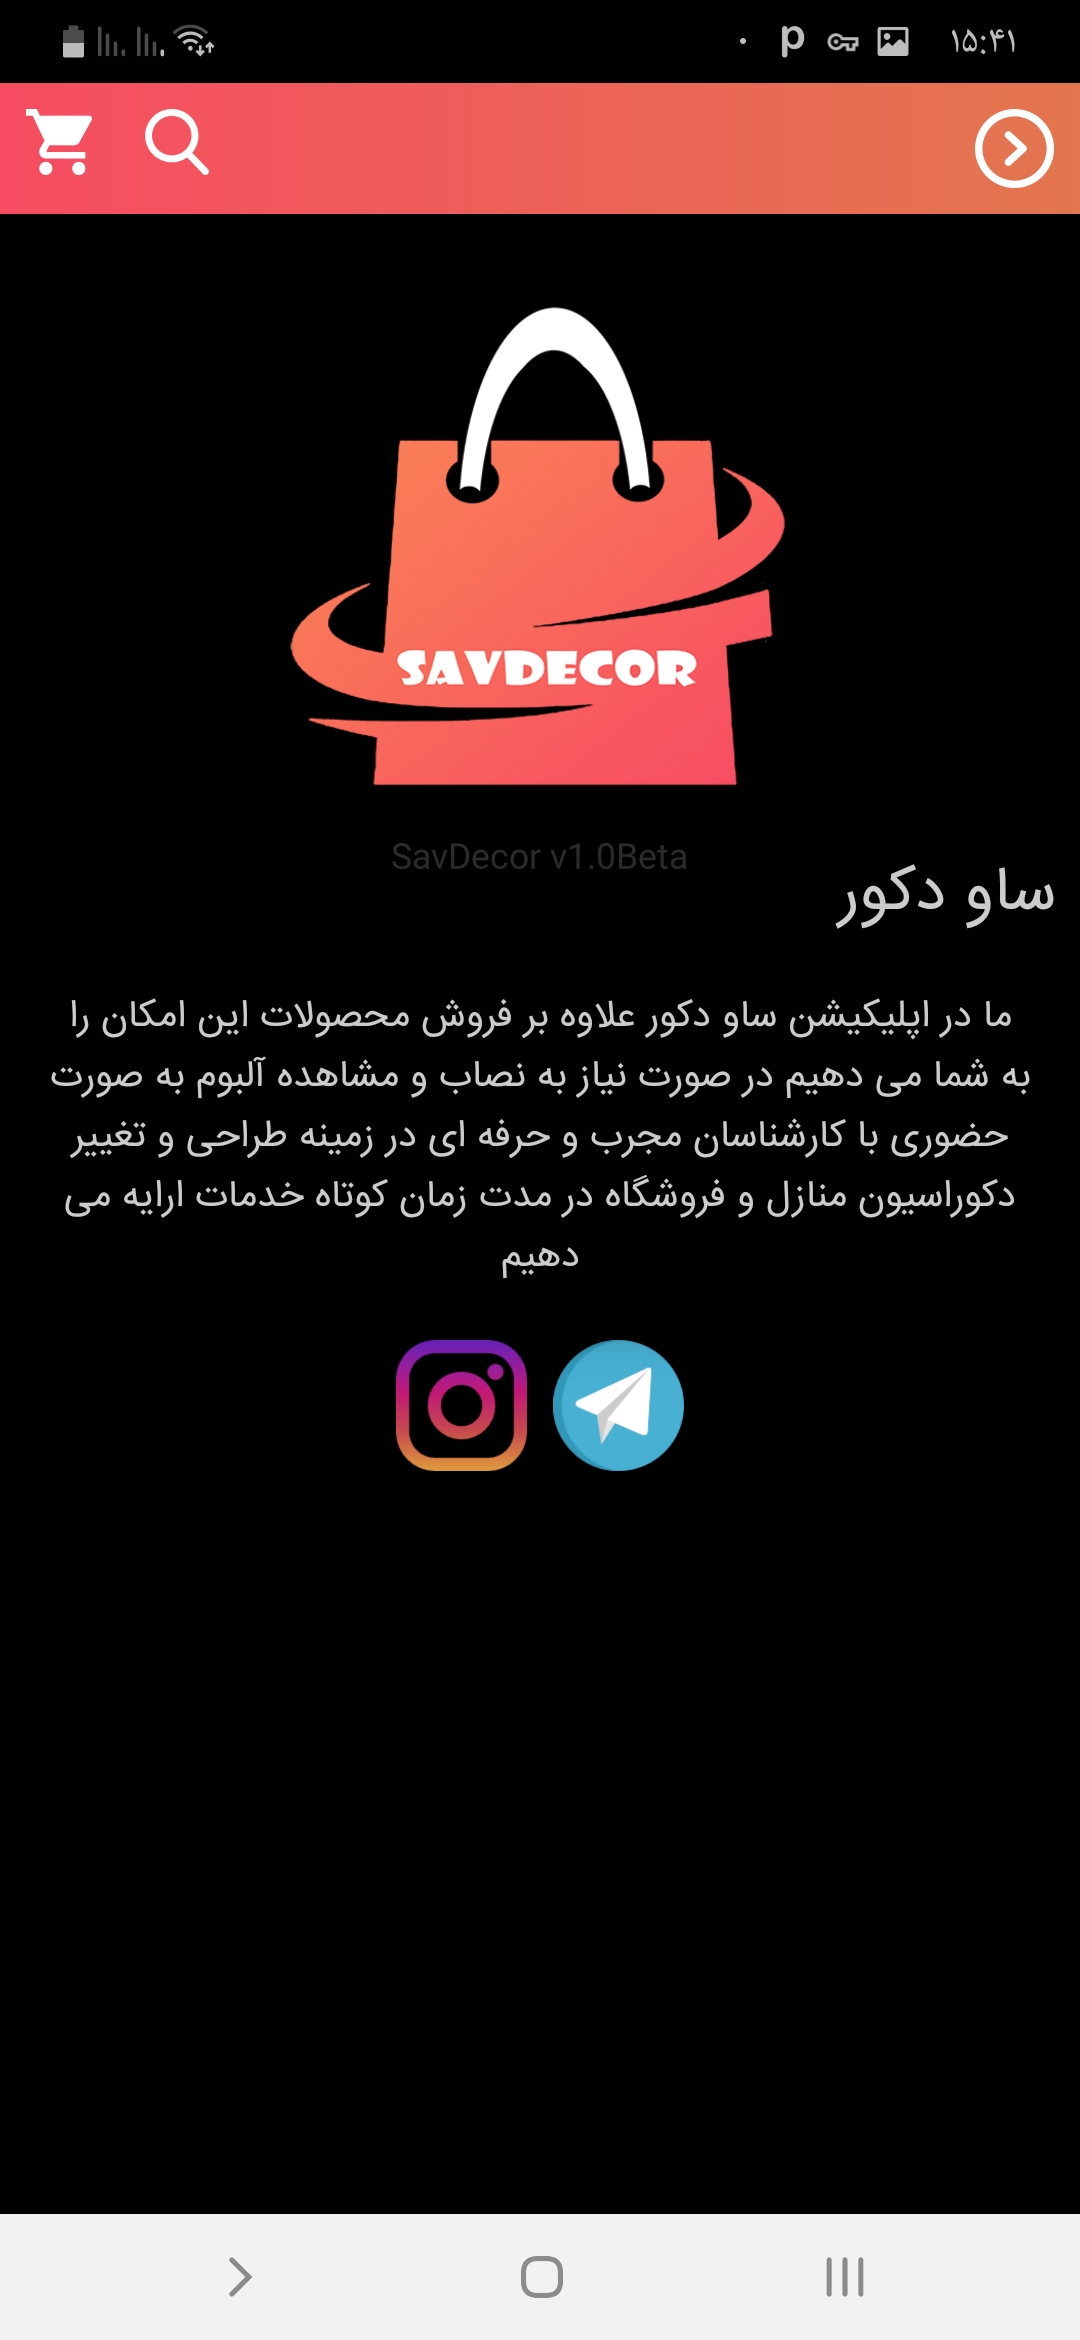 ۱۵:۴۱
SAVDECOR
SavDecor v1.0Beta
ساو دکور
ما در اپلیکیشن ساو دکور علاوه بر فروش محصولات این امکان را
به شما می دهیم در صورت نیاز به نصاب و مشاهده آلبوم به صورت
حضوری با کارشناسان مجرب و حرفه ای در زمینه طراحی و تغییر
دکوراسیون منازل و فروشگاه در مدت زمان کوتاه خدمات ارایه می
دهیم